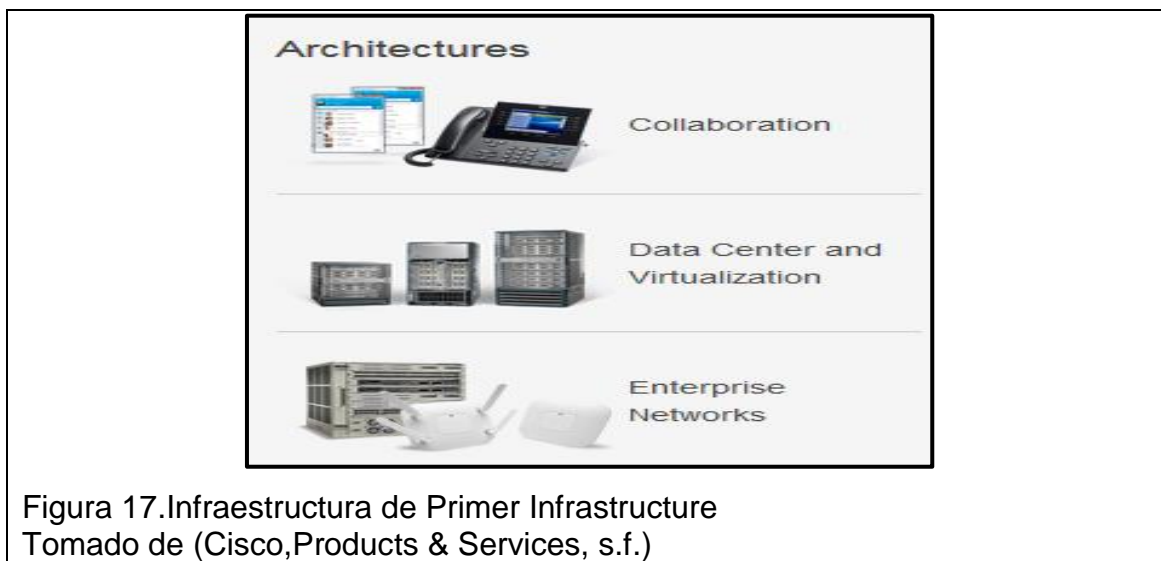 Architectures
Collaboration
Data Center and
Virtualization
Enterprise
Networks
Figura 17.Infraestructura de Primer Infrastructure
Tomado de (Cisco,Products & Services, s.f.)